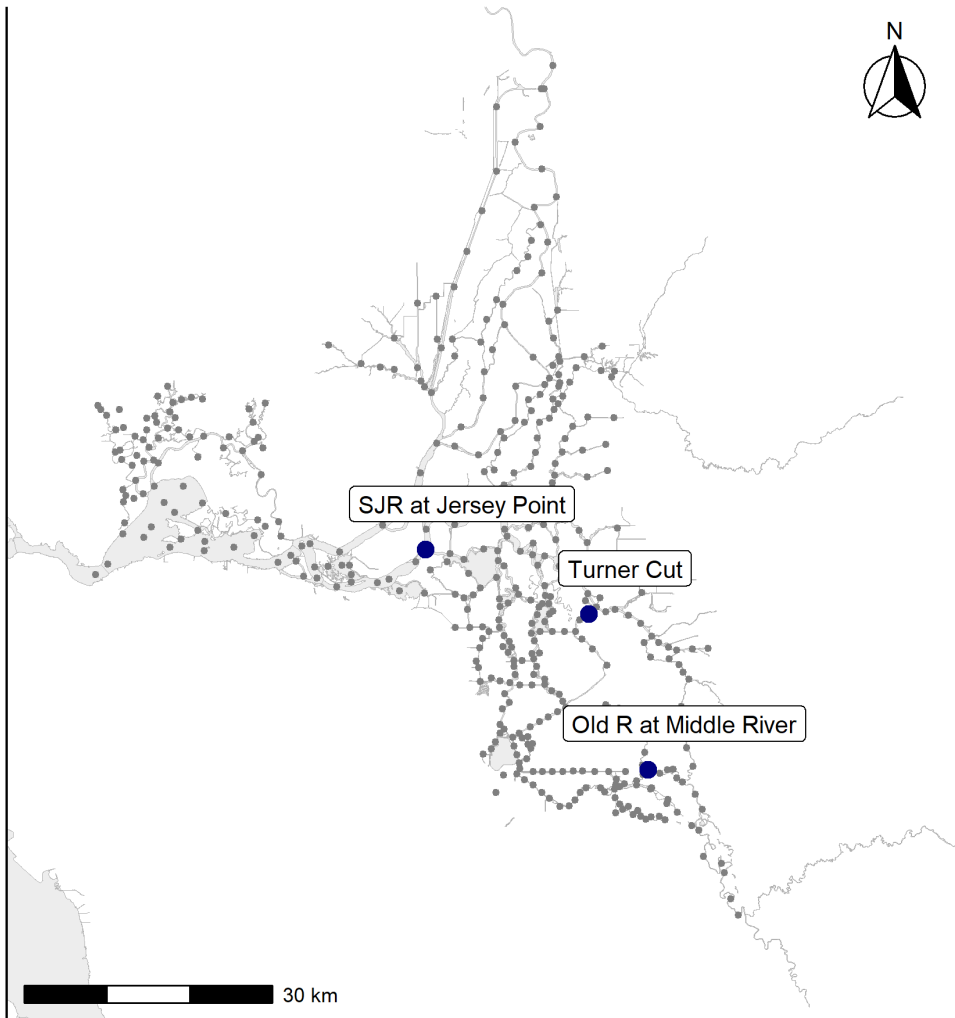 N
SJR at Jersey Point
Turner Cut
Old R at Middle River
30 km